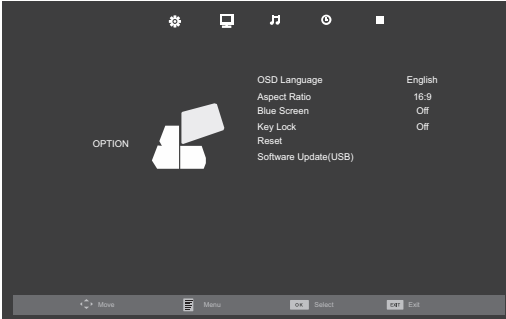 OSD Language English
Aspect Ratio 16:9
Blue Screen Off
Key Lock Off
OPTION
Reset
Software Update(USB)
Move Menu OK Select EXIT Exit